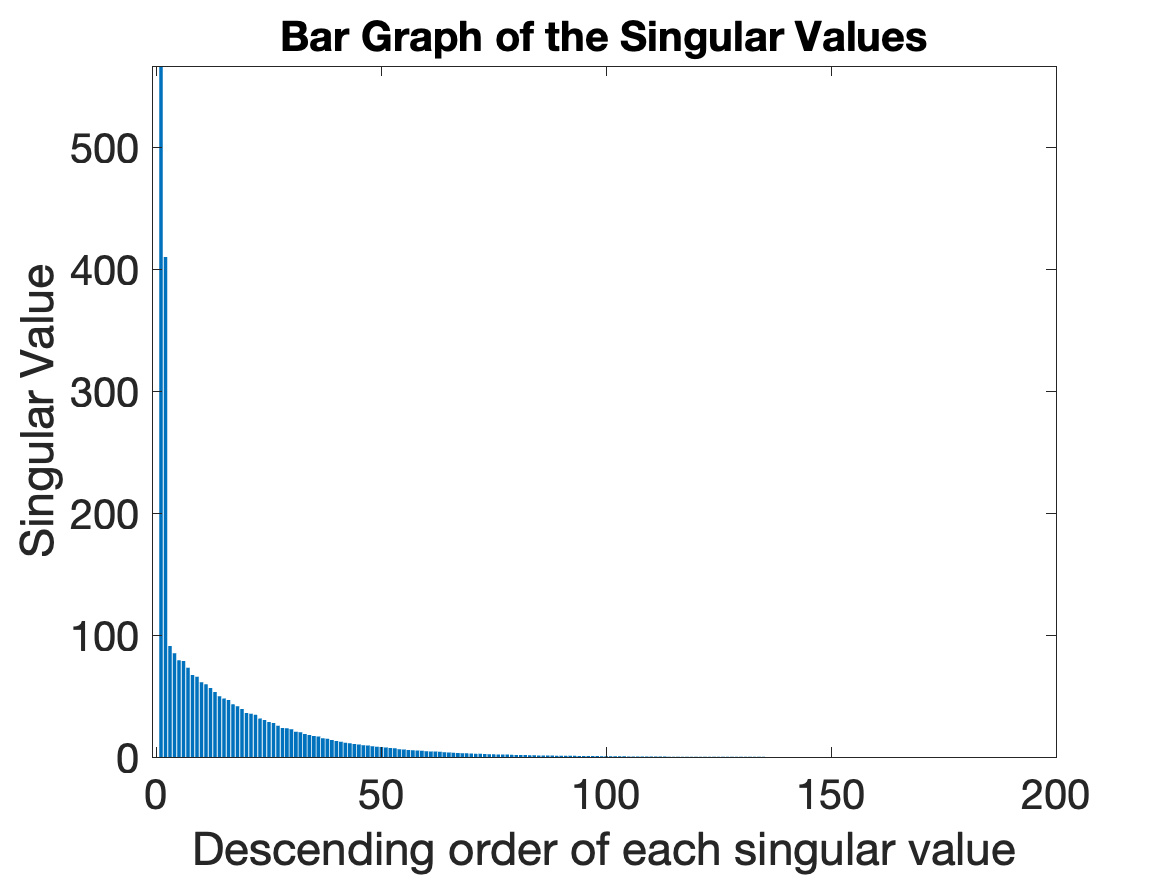 Bar Graph of the Singular Values
500
400
300
200
100
0
Singular Value
0 50 100 150 200
Descending order of each singular value